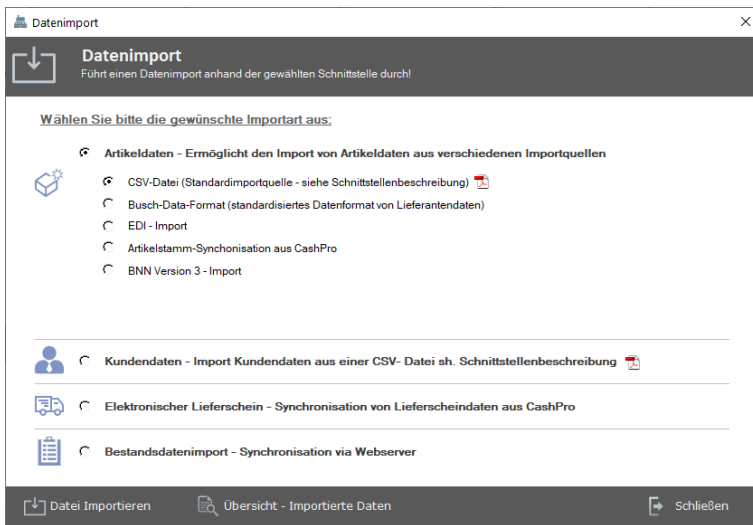 Datenimport
Datenimport
Führt einen Datenimport anhand der gewählten Schnittstelle durch!
Wählen Sie bitte die gewünschte Importart aus:
Artikeldaten - Ermöglicht den Import von Artikeldaten aus verschiedenen Importquellen
CSV-Datei (Standardimportquelle - siehe Schnittstellenbeschreibung)
Busch-Data-Format (standardisiertes Datenformat von Lieferantendaten)
EDI - Import
Artikelstamm-Synchonisation aus CashPro
BNN Version 3 - Import
Kundendaten - Import Kundendaten aus einer CSV- Datei sh. Schnittstellenbeschreibung
Elektronischer Lieferschein - Synchronisation von Lieferscheindaten aus CashPro
Bestandsdatenimport - Synchronisation via Webserver
Datei Importieren Übersicht - Importierte Daten Schließen